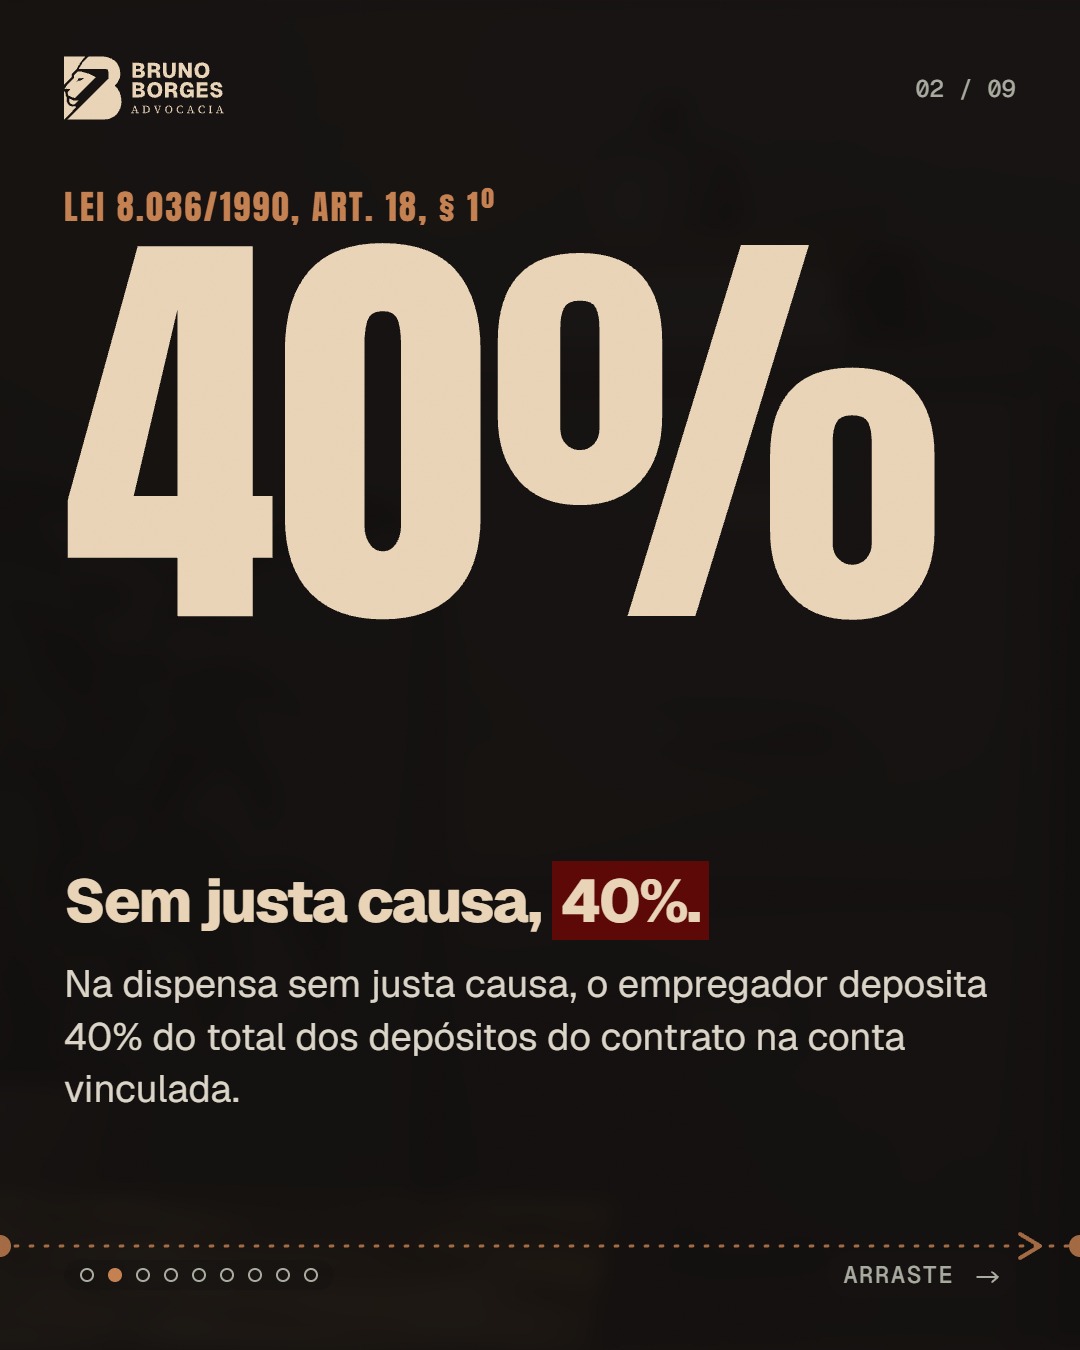 BRUNO
BORGES
ADVOCACIA
02 / 09
LEI 8.036/1990, ART. 18, § 1º
40%
Sem justa causa, 40%.
Na dispensa sem justa causa, o empregador deposita
40% do total dos depósitos do contrato na conta
vinculada.
ARRASTE →